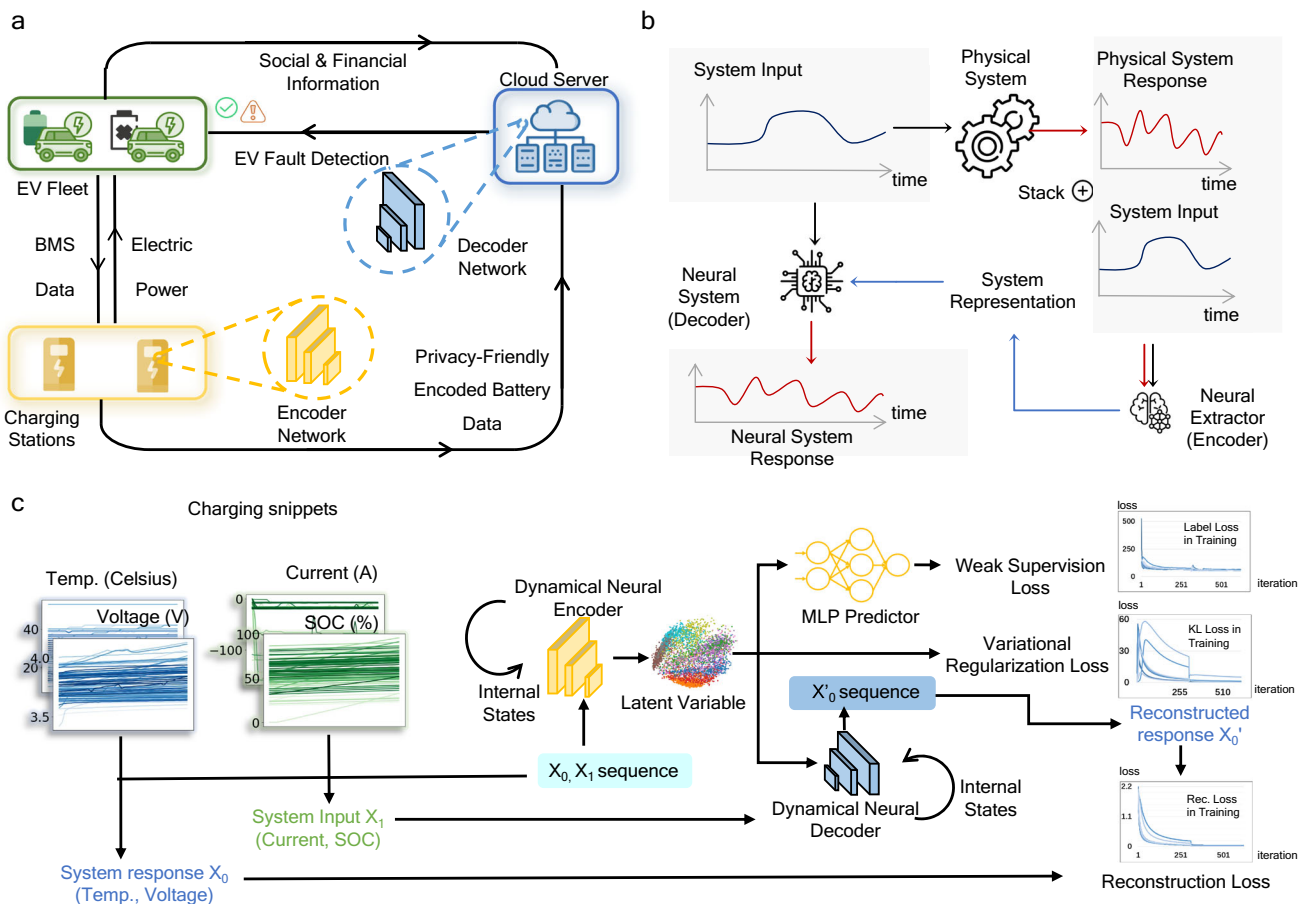 a
Social & Financial
Information
Cloud Server
EV Fault Detection
EV Fleet
BMS
Data
Electric
Power
Decoder
Network
Privacy-Friendly
Encoded Battery
Data
Encoder
Network
Charging
Stations
b
System Input
time
Physical
System
Physical System
Response
time
Stack
System Input
time
Neural
System
(Decoder)
System
Representation
time
Neural System
Response
Neural
Extractor
(Encoder)
c
Charging snippets
Temp. (Celsius)
40
20
Voltage (V)
4.0
3.5
Current (A)
0
−100
SOC (%)
100
50
0
Dynamical Neural
Encoder
Internal
States
Latent Variable
X₀, X₁ sequence
MLP Predictor
Weak Supervision
Loss
Variational
Regularization Loss
X'₀ sequence
Dynamical Neural
Decoder
Internal
States
System Input X₁
(Current, SOC)
System response X₀
(Temp., Voltage)
loss
500
250
0
Label Loss
in Training
1
251
501
iteration
loss
60
30
0
KL Loss in
Training
255
510
Reconstructed
response X₀'
loss
2.2
1.1
0
Rec. Loss
in Training
1
251
501
iteration
Reconstruction Loss